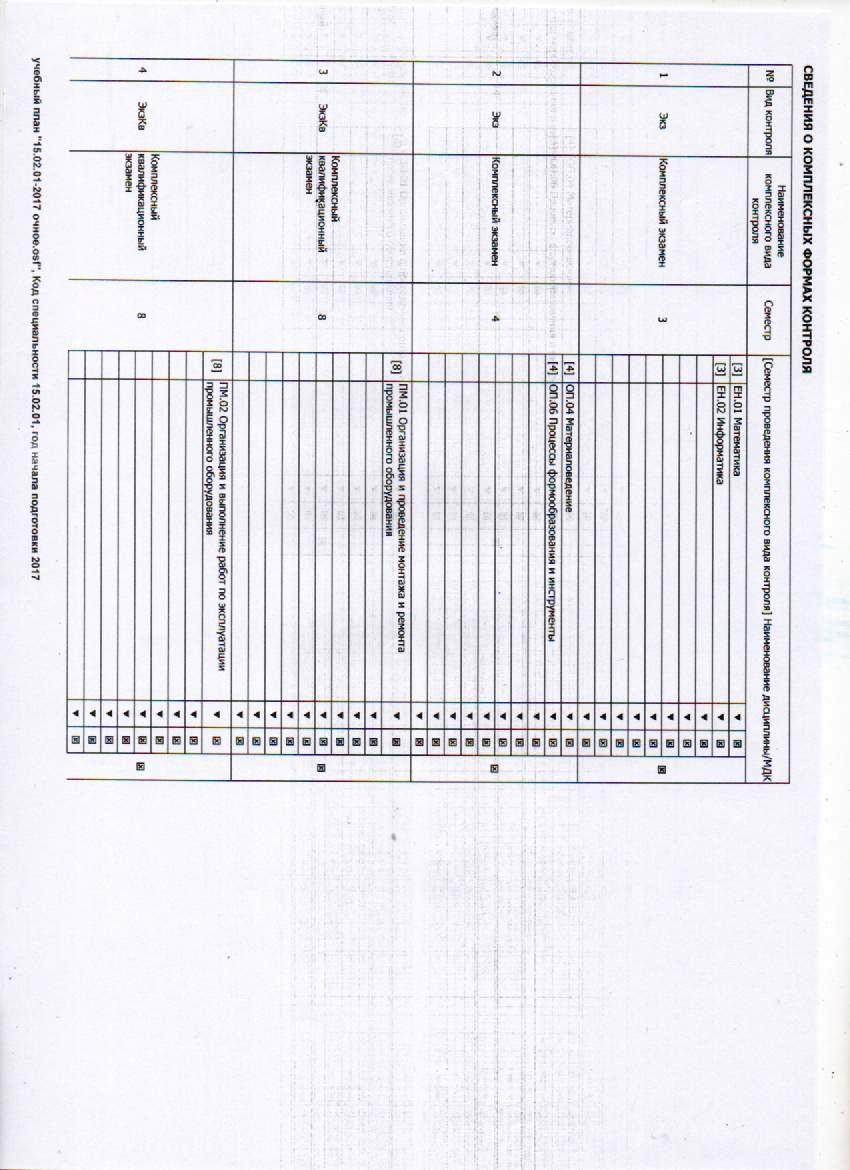 СВЕДЕНИЯ О КОМПЛЕКСНЫХ ФОРМАХ КОНТРОЛЯ
№ Вид контроля Наименование комплексного вида контроля Семестр [Семестр проведения комплексного вида контроля] Наименование дисциплины/МДК
1 Экз Комплексный экзамен 3
[3] ЕН.01 Математика
[3] ЕН.02 Информатика
2 Экз Комплексный экзамен 4
[4] ОП.04 Материаловедение
[4] ОП.06 Процессы формообразования и инструменты
3 ЭкзКв Комплексный
квалификационный
экзамен
8
[8] ПМ.01 Организация и проведение монтажа и ремонта
промышленного оборудования
4 ЭкзКв Комплексный
квалификационный
экзамен
8
[8] ПМ.02 Организация и выполнение работ по эксплуатации
промышленного оборудования
учебный план "15.02.01-2017 очное.osf", Код специальности 15.02.01, год начала подготовки 2017